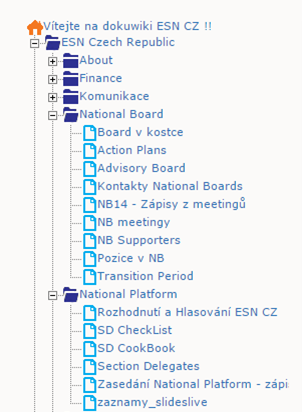 Vítejte na dokuwiki ESN CZ !!
ESN Czech Republic
About
Finance
Komunikace
National Board
Board v kostce
Action Plans
Advisory Board
Kontakty National Boards
NB14 - Zápisy z meetingů
NB meetingy
NB Supporters
Pozice v NB
Transition Period
National Platform
Rozhodnutí a Hlasování ESN CZ
SD CheckList
SD CookBook
Section Delegates
Zasedání National Platform - zápi
zaznamy_slideslive